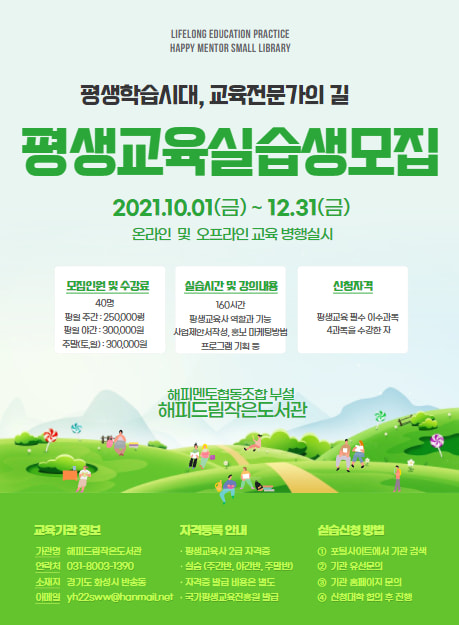 LIFELONG EDUCATION PRACTICE
HAPPY MENTOR SMALL LIBRARY
평생학습시대, 교육전문가의 길
평생교육실습생모집
2021.10.01(금) ~ 12.31(금)
온라인 및 오프라인 교육 병행실시
모집인원 및 수강료
40명
평일 주간 : 250,000원
평일 야간 : 300,000원
주말(토,일) : 300,000원
실습시간 및 강의내용
160시간
평생교육사 역할과 기능
사업제안서작성, 홍보 마케팅방법
프로그램 기획 등
신청자격
평생교육 필수 이수과목
4과목을 수강한 자
해피멘토협동조합 부설
해피드림작은도서관
교육기관 정보
기관명 해피드림작은도서관
연락처 031-8003-1390
소재지 경기도 화성시 반송동
이메일 yh22sww@hanmail.net
자격등록 안내
· 평생교육사 2급 자격증
· 실습 (주간반, 야간반, 주말반)
· 자격증 발급 비용은 별도
· 국가평생교육진흥원 발급
실습신청 방법
① 포털사이트에서 기관 검색
② 기관 유선문의
③ 기관 홈페이지 문의
④ 신청대학 협의 후 진행